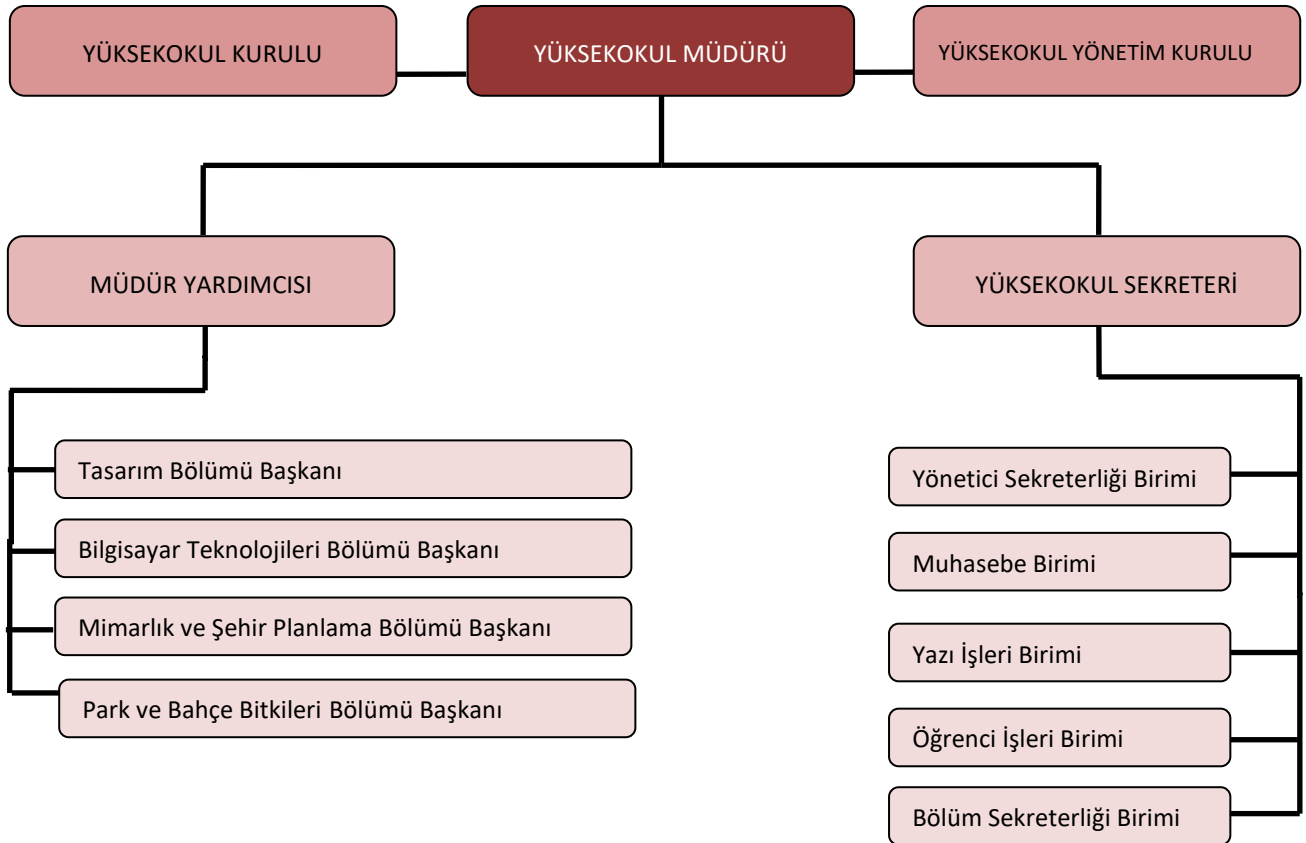 YÜKSEKOKUL KURULU
YÜKSEKOKUL MÜDÜRÜ
YÜKSEKOKUL YÖNETİM KURULU
MÜDÜR YARDIMCISI
YÜKSEKOKUL SEKRETERİ
Tasarım Bölümü Başkanı
Bilgisayar Teknolojileri Bölümü Başkanı
Mimarlık ve Şehir Planlama Bölümü Başkanı
Park ve Bahçe Bitkileri Bölümü Başkanı
Yönetici Sekreterliği Birimi
Muhasebe Birimi
Yazı İşleri Birimi
Öğrenci İşleri Birimi
Bölüm Sekreterliği Birimi